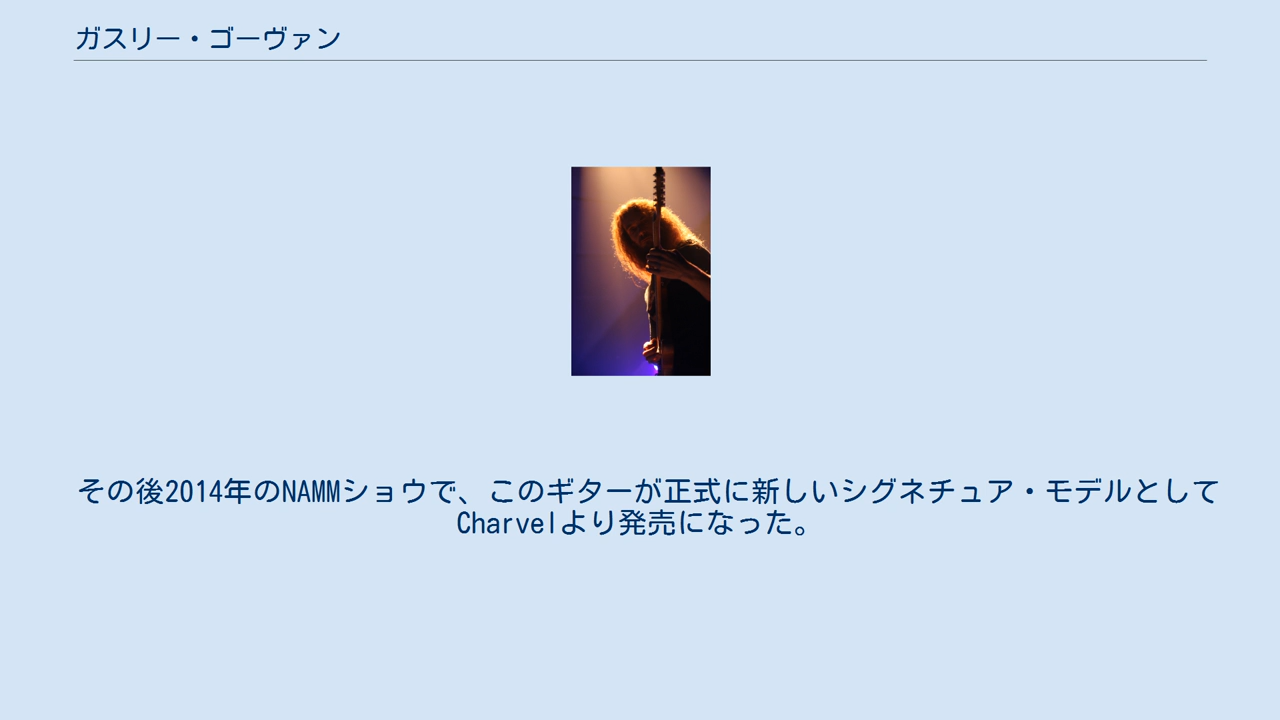 ガスリー・ゴーヴァン
その後2014年のNAMMショウで、このギターが正式に新しいシグネチュア・モデルとして
Charvelより発売になった。